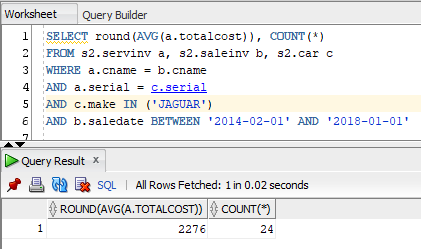 Worksheet Query Builder
1 SELECT round(AVG(a.totalcost)), COUNT(*)
2 FROM s2.servinv a, s2.saleinv b, s2.car c
3 WHERE a.cname = b.cname
4 AND a.serial = c.serial
5 AND c.make IN ('JAGUAR')
6 AND b.saledate BETWEEN '2014-02-01' AND '2018-01-01'
7
Query Result ×
SQL | All Rows Fetched: 1 in 0.02 seconds
ROUND(AVG(A.TOTALCOST)) COUNT(*)
1 2276 24